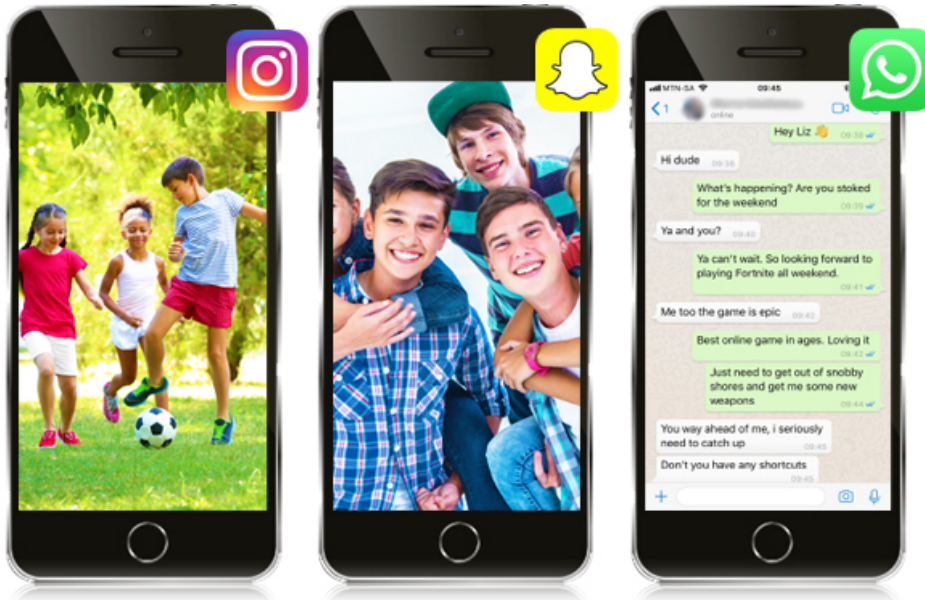 MTN-SA 09:45
1
online
Hey Liz 👋 09:38
Hi dude 09:38
What's happening? Are you stoked
for the weekend
09:39
Ya and you? 09:40
Ya can't wait. So looking forward to
playing Fortnite all weekend.
09:41
Me too the game is epic 09:42
Best online game in ages. Loving it
09:42
Just need to get out of snobby
shores and get me some new
weapons
09:44
You way ahead of me, i seriously
need to catch up
09:45
Don't you have any shortcuts
09:45